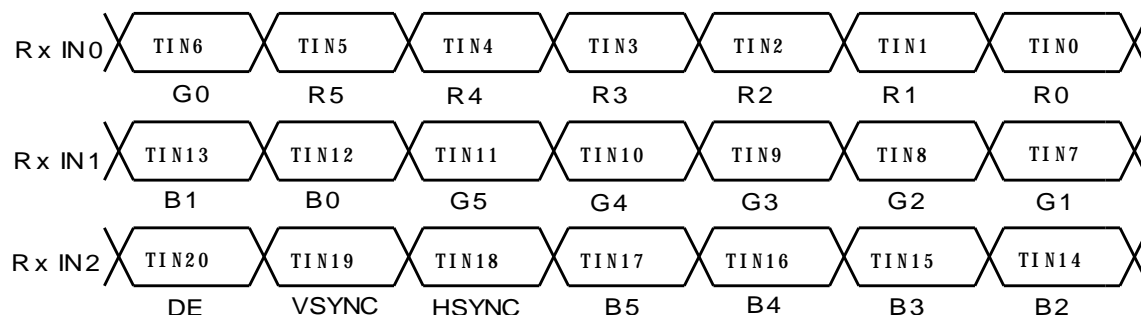 Rx IN0 TIN6 TIN5 TIN4 TIN3 TIN2 TIN1 TIN0
G0 R5 R4 R3 R2 R1 R0
Rx IN1 TIN13 TIN12 TIN11 TIN10 TIN9 TIN8 TIN7
B1 B0 G5 G4 G3 G2 G1
Rx IN2 TIN20 TIN19 TIN18 TIN17 TIN16 TIN15 TIN14
DE VSYNC HSYNC B5 B4 B3 B2